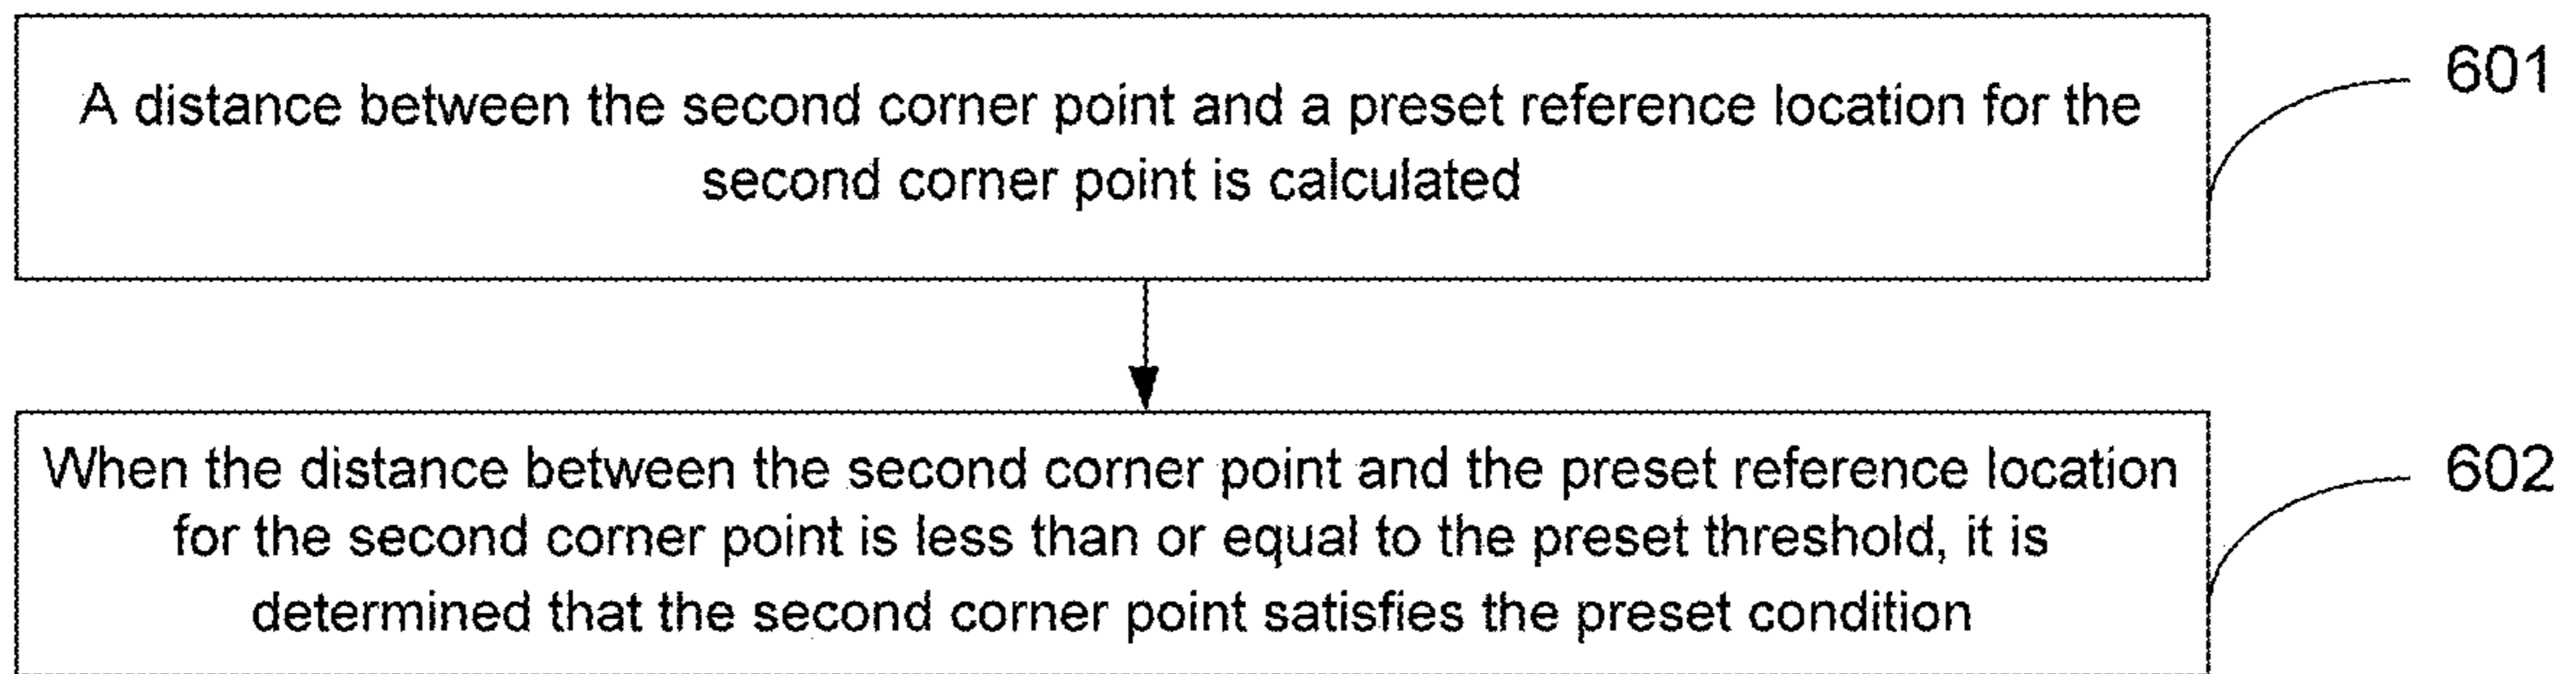 A distance between the second corner point and a preset reference location for the
second corner point is calculated
601
When the distance between the second corner point and the preset reference location
for the second corner point is less than or equal to the preset threshold, it is
determined that the second corner point satisfies the preset condition
602